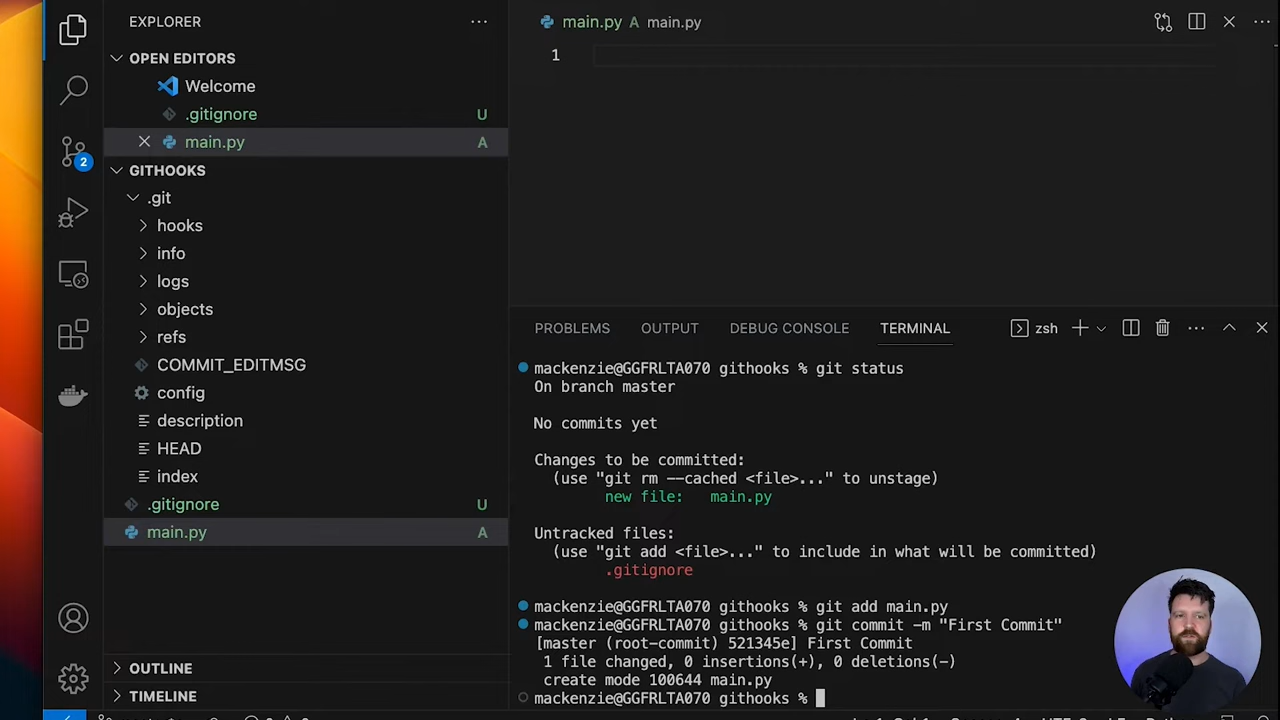 EXPLORER
OPEN EDITORS
Welcome
.gitignore U
main.py A
GITHOOKS
.git
hooks
info
logs
objects
refs
COMMIT_EDITMSG
config
description
HEAD
index
.gitignore U
main.py A
OUTLINE
TIMELINE
2
main.py A main.py
1
PROBLEMS OUTPUT DEBUG CONSOLE TERMINAL zsh
mackenzie@GGFRLTA070 githooks % git status
On branch master
No commits yet
Changes to be committed:
(use "git rm --cached <file>..." to unstage)
new file: main.py
Untracked files:
(use "git add <file>..." to include in what will be committed)
.gitignore
mackenzie@GGFRLTA070 githooks % git add main.py
mackenzie@GGFRLTA070 githooks % git commit -m "First Commit"
[master (root-commit) 521345e] First Commit
1 file changed, 0 insertions(+), 0 deletions(-)
create mode 100644 main.py
mackenzie@GGFRLTA070 githooks %